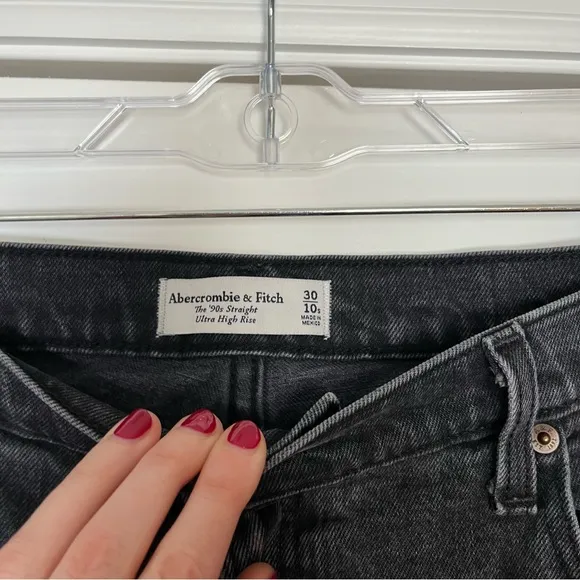 Abercrombie & Fitch
The '90s Straight
Ultra High Rise
30
10s
MADE IN
MEXICO